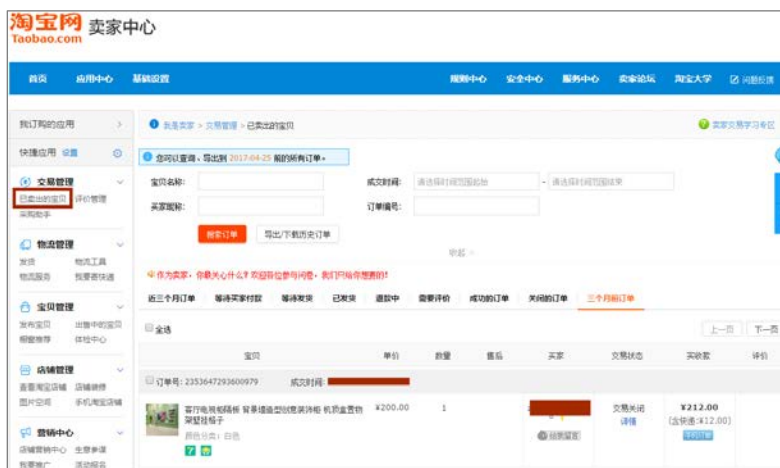 淘宝网 卖家中心
Taobao.com
首页 应用中心 基础设置 规则中心 安全中心 服务中心 卖家论坛 淘宝大学 问题反馈
我订购的应用
快捷应用 设置
交易管理
已卖出的宝贝 评价管理
采购助手
物流管理
发货 物流工具
物流服务 我要寄快递
宝贝管理
发布宝贝 出售中的宝贝
橱窗推荐 体检中心
店铺管理
查看淘宝店铺 店铺装修
图片空间 手机淘宝店铺
营销中心
店铺营销中心 生意参谋
我要推广 活动报名
我是卖家 > 交易管理 > 已卖出的宝贝
卖家交易学习专区
您可以查询、导出到 2017-04-25 前的所有订单。
宝贝名称: 成交时间: 请选择时间范围起始 - 请选择时间范围结束
买家昵称: 订单编号:
搜索订单 导出/下载历史订单
收起
作为卖家,你最关心什么?欢迎各位参与问卷,我们只给你想要的!
近三个月订单 等待买家付款 等待发货 已发货 退款中 需要评价 成功的订单 关闭的订单 三个月前订单
全选 上一页 下一页
宝贝 单价 数量 售后 买家 交易状态 实收款 评价
订单号: 2353647293600979 成交时间:
客厅电视柜隔板 背景墙造型创意装饰柜 机顶盒置物架壁挂格子 ¥200.00 1 交易关闭 ¥212.00
颜色分类: 白色 给我留言 详情 (含快递:¥12.00)
手机订单